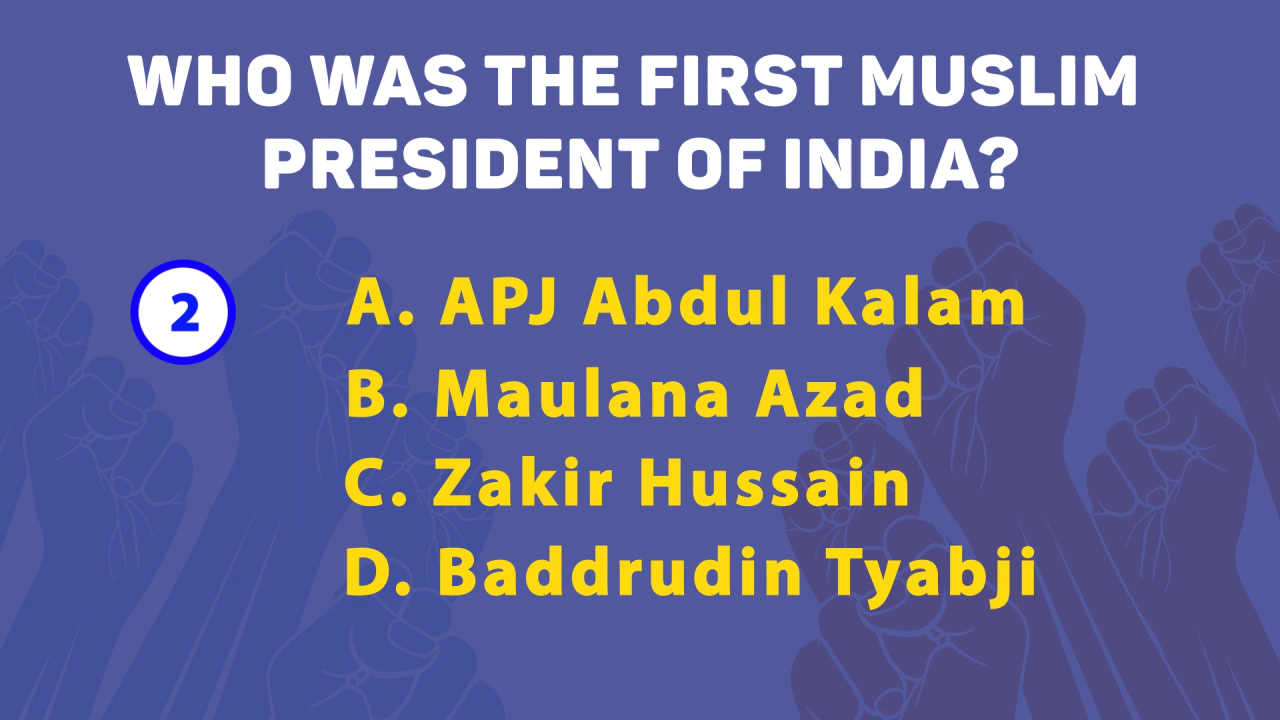 WHO WAS THE FIRST MUSLIM
PRESIDENT OF INDIA?
2
A. APJ Abdul Kalam
B. Maulana Azad
C. Zakir Hussain
D. Baddrudin Tyabji